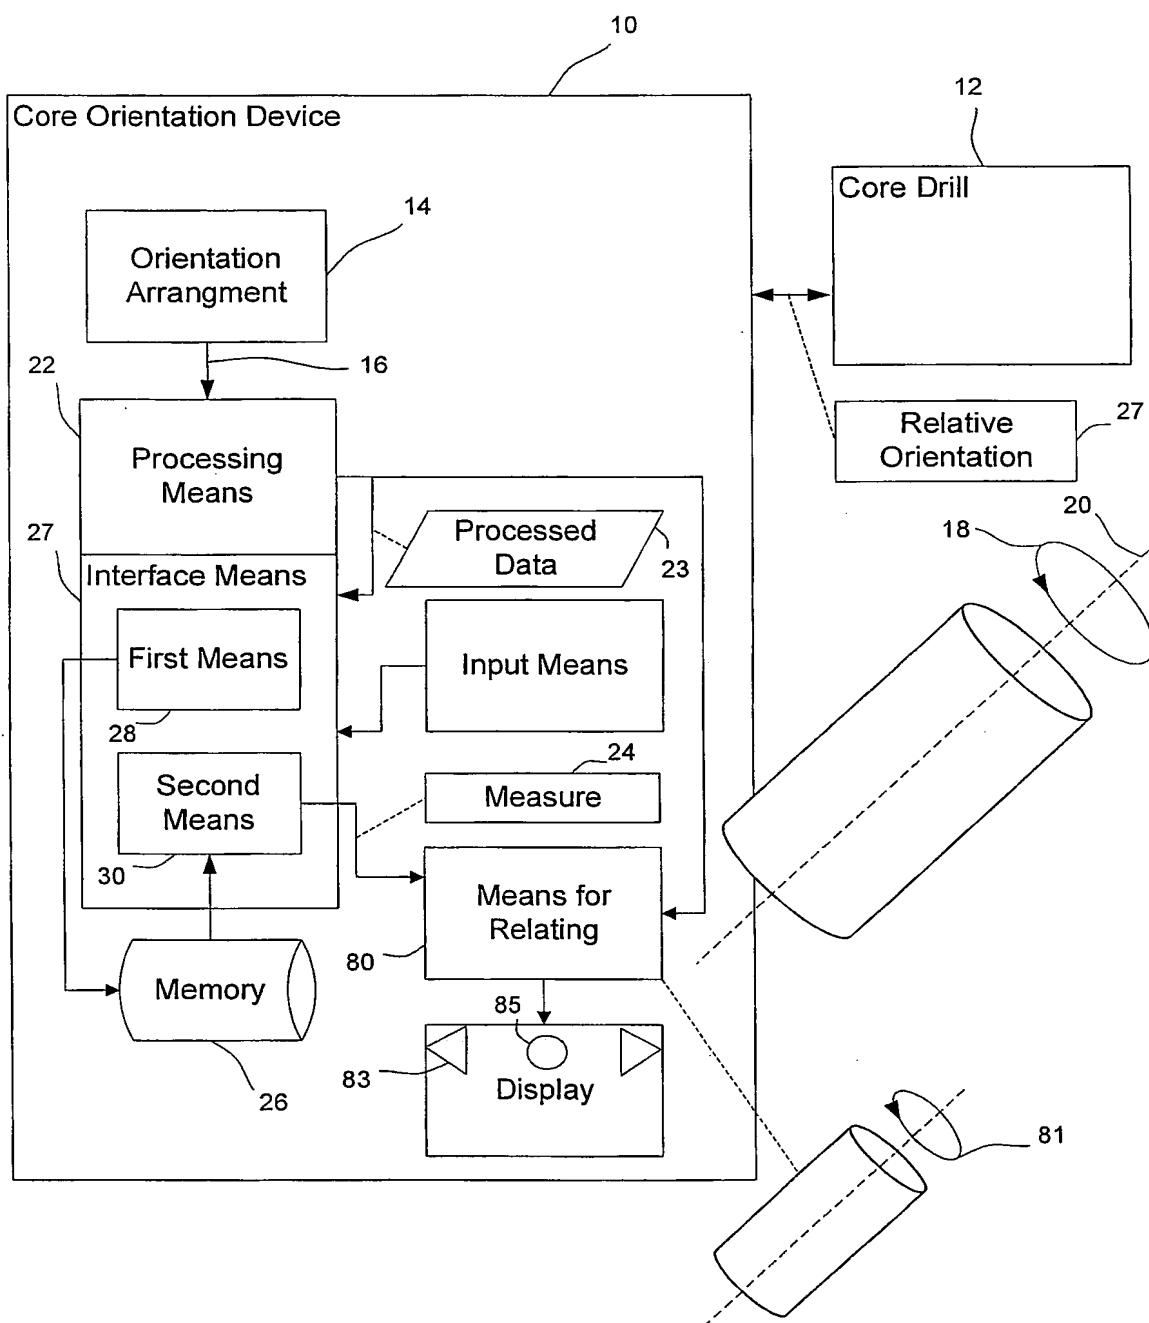 10
Core Orientation Device
12
Core Drill
14
Orientation
Arrangment
16
22
Processing
Means
Relative
Orientation
27
27
Interface Means
Processed
Data
23
18
20
First Means
28
Input Means
24
Measure
Second
Means
30
Means for
Relating
80
Memory
26
85
83
Display
81